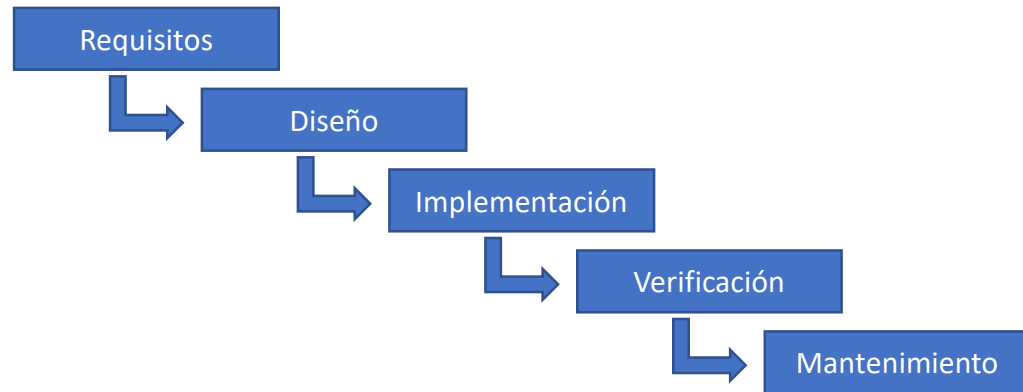 Requisitos
Diseño
Implementación
Verificación
Mantenimiento